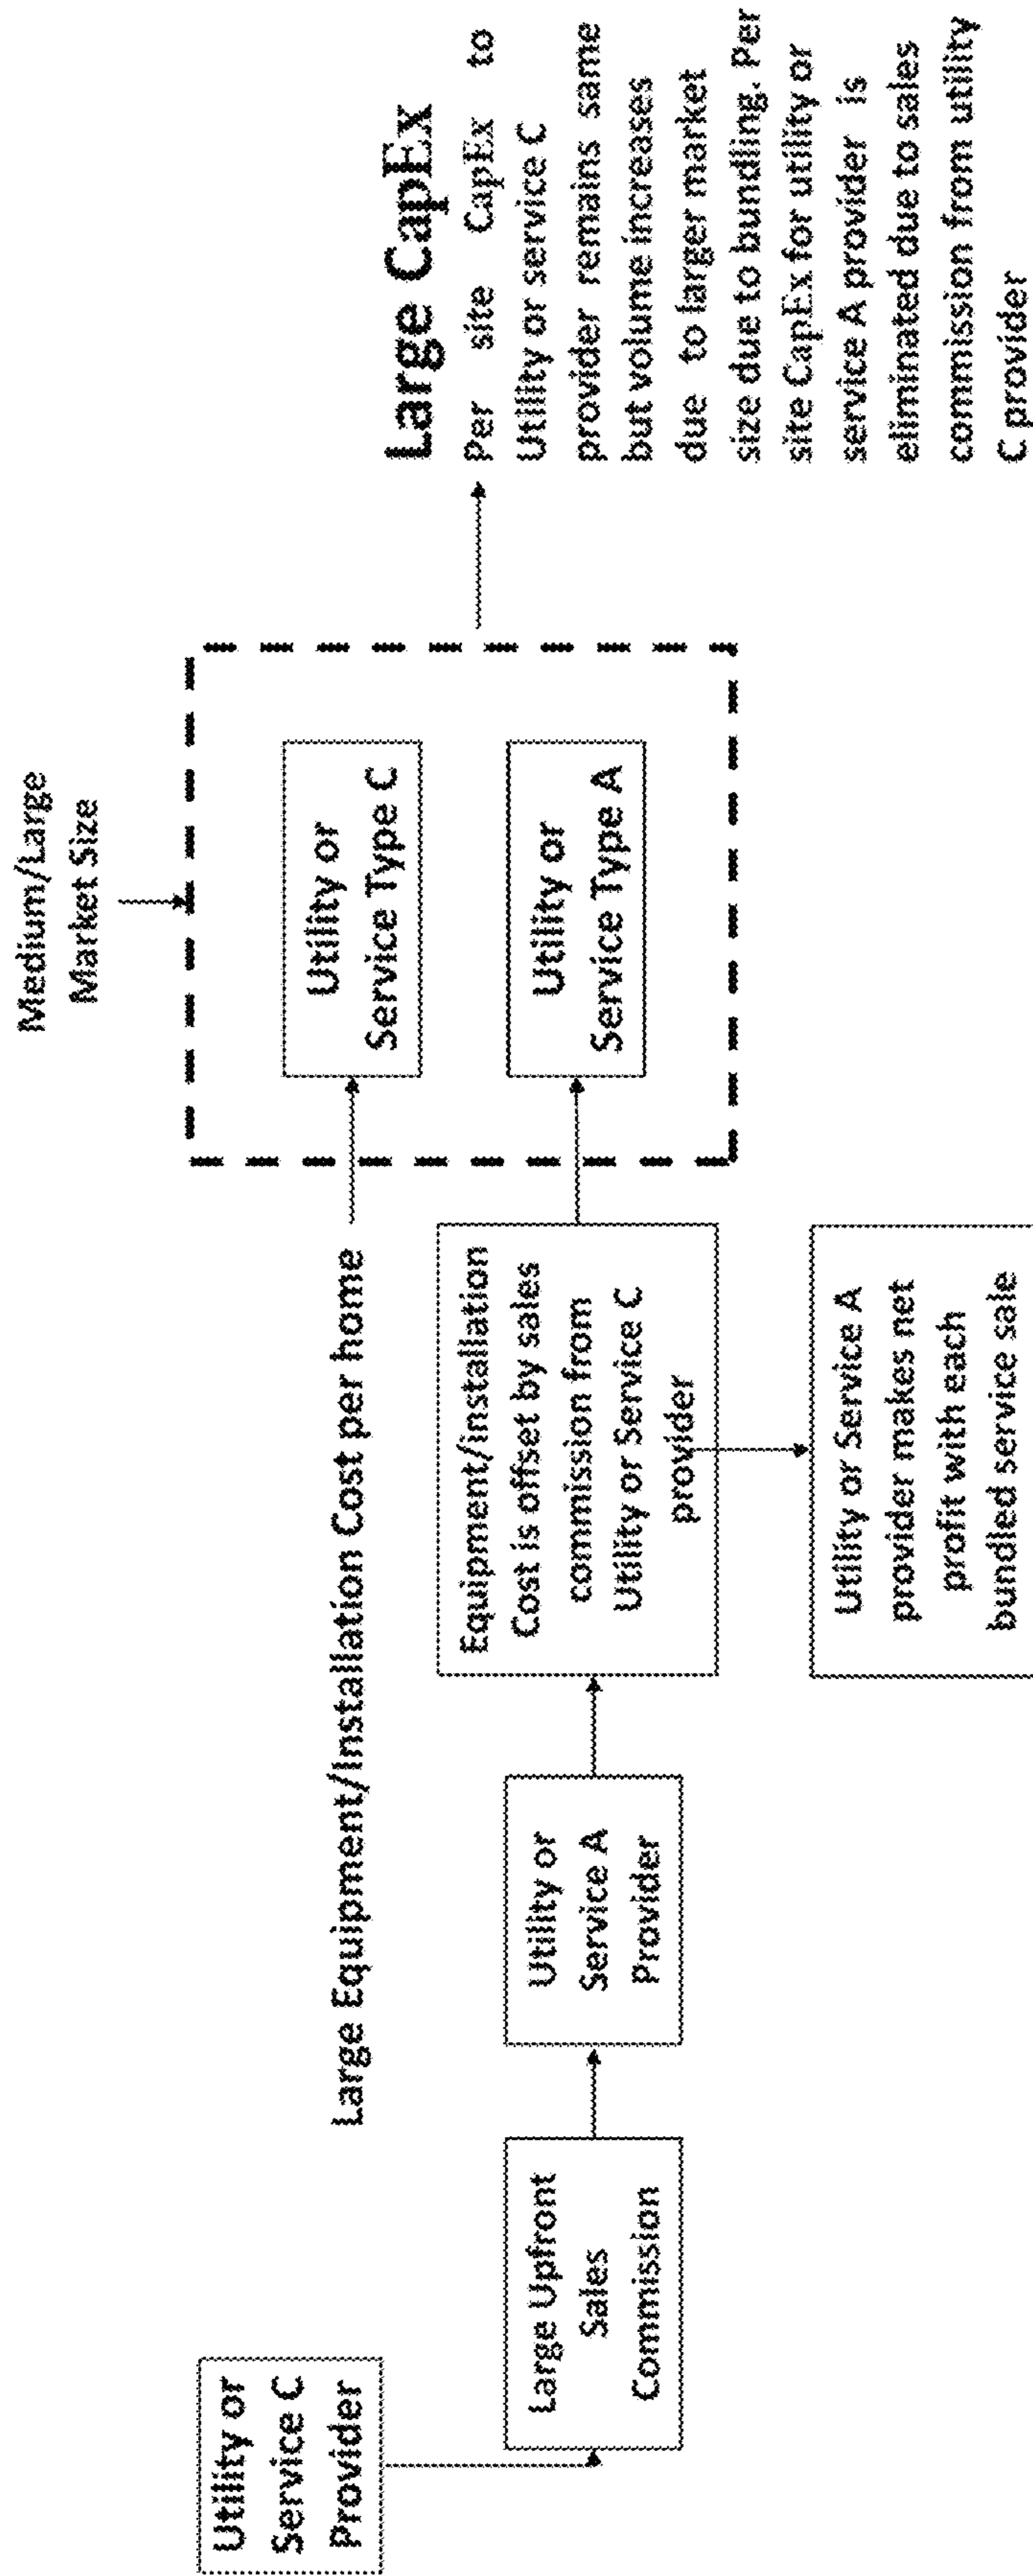 Utility or
Service C
Provider
Large Upfront
Sales
Commission
Utility or
Service A
Provider
Large Equipment/Installation Cost per home
Equipment/installation
Cost is offset by sales
commission from
Utility or Service C
provider
Utility or Service A
provider makes net
profit with each
bundled service sale
Medium/Large
Market Size
Utility or
Service Type C
Utility or
Service Type A
Large CapEx
Per site CapEx to
Utility or service C
provider remains same
but volume increases
due to larger market
size due to bundling. Per
site CapEx for utility or
service A provider is
eliminated due to sales
commission from utility
C provider